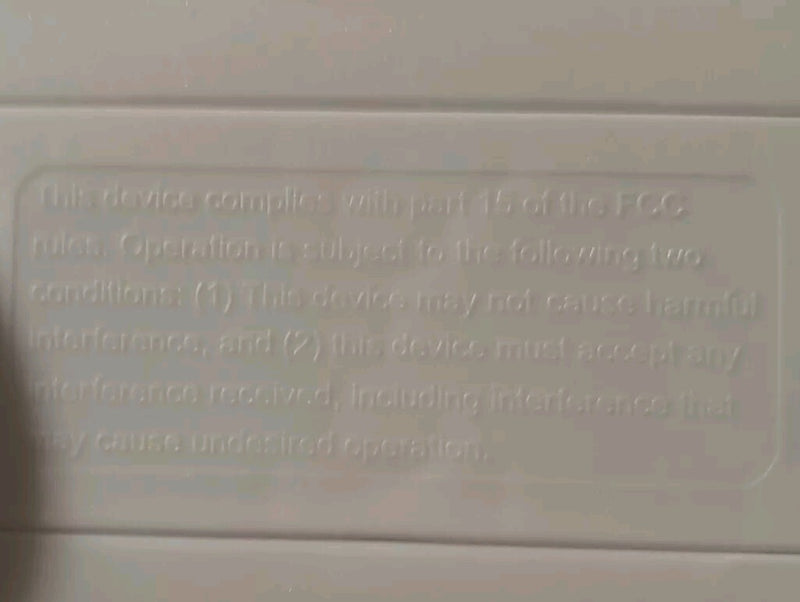 This device complies with part 15 of the FCC
rules. Operation is subject to the following two
conditions: (1) This device may not cause harmful
interference, and (2) this device must accept any
interference received, including interference that
may cause undesired operation.